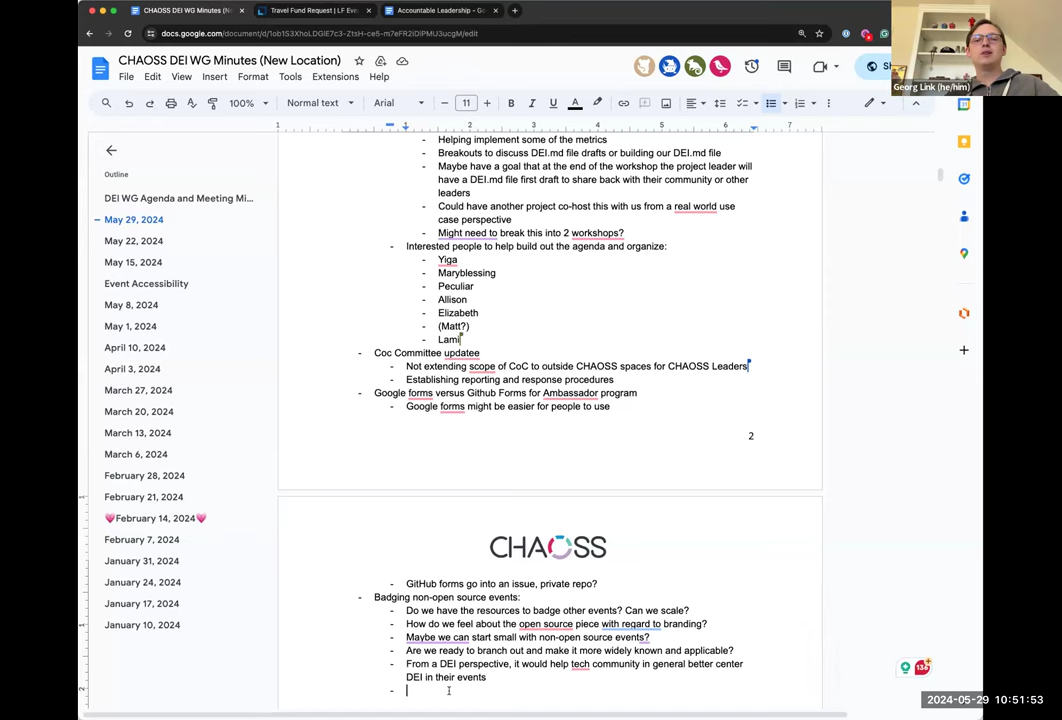 CHAOSS DEI WG Minutes (Ne
Travel Fund Request | LF Eve
Accountable Leadership - Go
docs.google.com/document/d/1ob1S3XhoLDGlE7c3-ZtsH-ce5-m7eFR2iDlPMU3ucgM/edit
CHAOSS DEI WG Minutes (New Location)
File Edit View Insert Format Tools Extensions Help
Sh
Georg Link (he/him)
100% Normal text Arial 11 B I U A
1 1 2 3 4 5 6 7
Outline
DEI WG Agenda and Meeting Mi...
May 29, 2024
May 22, 2024
May 15, 2024
Event Accessibility
May 8, 2024
May 1, 2024
April 10, 2024
April 3, 2024
March 27, 2024
March 20, 2024
March 13, 2024
March 6, 2024
February 28, 2024
February 21, 2024
💗February 14, 2024💗
February 7, 2024
January 31, 2024
January 24, 2024
January 17, 2024
January 10, 2024
- Helping implement some of the metrics
- Breakouts to discuss DEI.md file drafts or building our DEI.md file
- Maybe have a goal that at the end of the workshop the project leader will
have a DEI.md file first draft to share back with their community or other
leaders
- Could have another project co-host this with us from a real world use
case perspective
- Might need to break this into 2 workshops?
- Interested people to help build out the agenda and organize:
- Yiga
- Maryblessing
- Peculiar
- Allison
- Elizabeth
- (Matt?)
- Lami
- Coc Committee updatee
- Not extending scope of CoC to outside CHAOSS spaces for CHAOSS Leaders
- Establishing reporting and response procedures
- Google forms versus Github Forms for Ambassador program
- Google forms might be easier for people to use
2
CHAOSS
- GitHub forms go into an issue, private repo?
- Badging non-open source events:
- Do we have the resources to badge other events? Can we scale?
- How do we feel about the open source piece with regard to branding?
- Maybe we can start small with non-open source events?
- Are we ready to branch out and make it more widely known and applicable?
- From a DEI perspective, it would help tech community in general better center
DEI in their events
-
136
2024-05-29 10:51:53